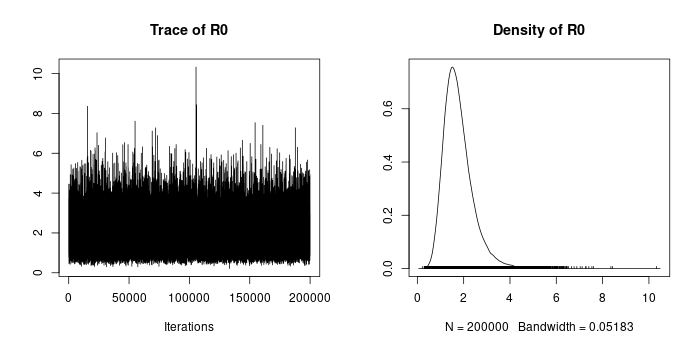 Trace of R0
10
8
6
4
2
0
0 50000 100000 150000 200000
Iterations
Density of R0
0.6
0.4
0.2
0.0
0 2 4 6 8 10
N = 200000 Bandwidth = 0.05183